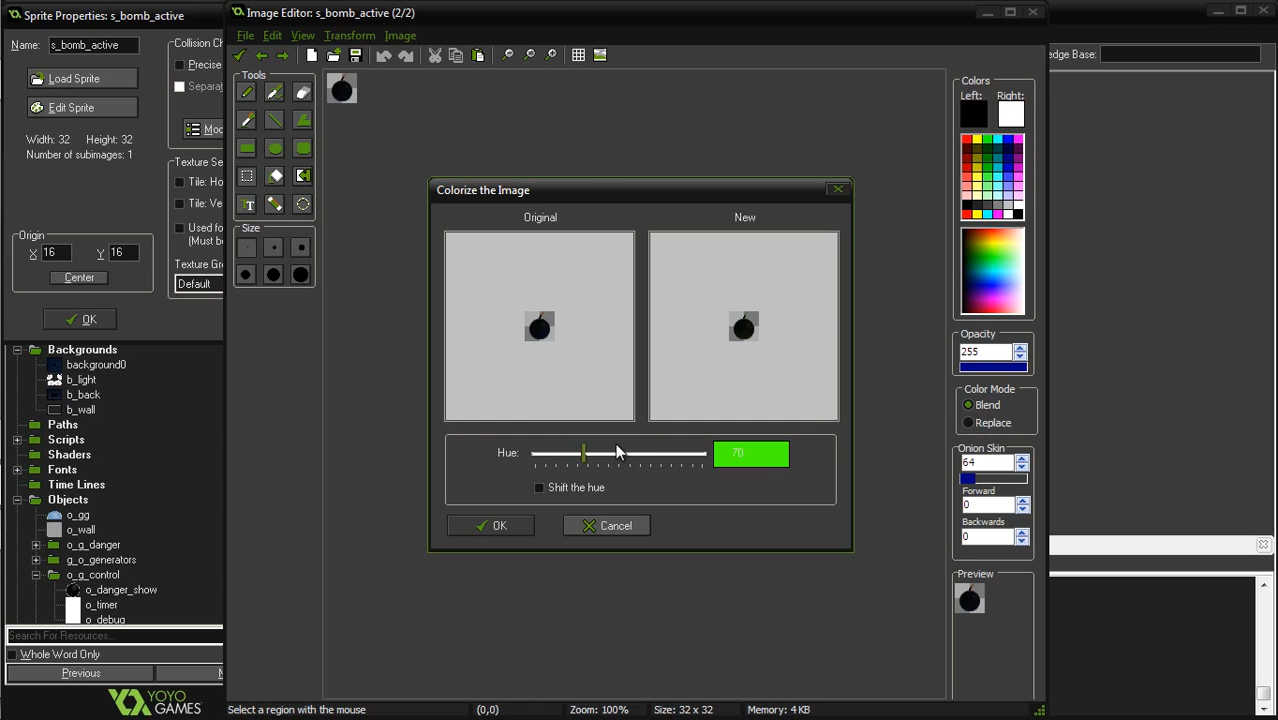 Sprite Properties: s_bomb_active
Name: s_bomb_active
Load Sprite
Edit Sprite
Width: 32 Height: 32
Number of subimages: 1
Origin
X 16 Y 16
Center
OK
Collision Ch
Precise
Separa
Mod
Texture Se
Tile: Ho
Tile: Ve
Used fo
(Must be
Texture Gro
Default
Backgrounds
background0
b_light
b_back
b_wall
Paths
Scripts
Shaders
Fonts
Time Lines
Objects
o_gg
o_wall
o_g_danger
g_o_generators
o_g_control
o_danger_show
o_timer
o_debug
Search For Resources...
Whole Word Only
Previous
YOYO
GAMES
Image Editor: s_bomb_active (2/2)
File Edit View Transform Image
Tools
Size
Colorize the Image
Original New
Hue: 70
Shift the hue
OK Cancel
Colors
Left: Right:
Opacity
255
Color Mode
Blend
Replace
Onion Skin
64
Forward
0
Backwards
0
Preview
Select a region with the mouse (0,0) Zoom: 100% Size: 32 x 32 Memory: 4 KB
edge Base: